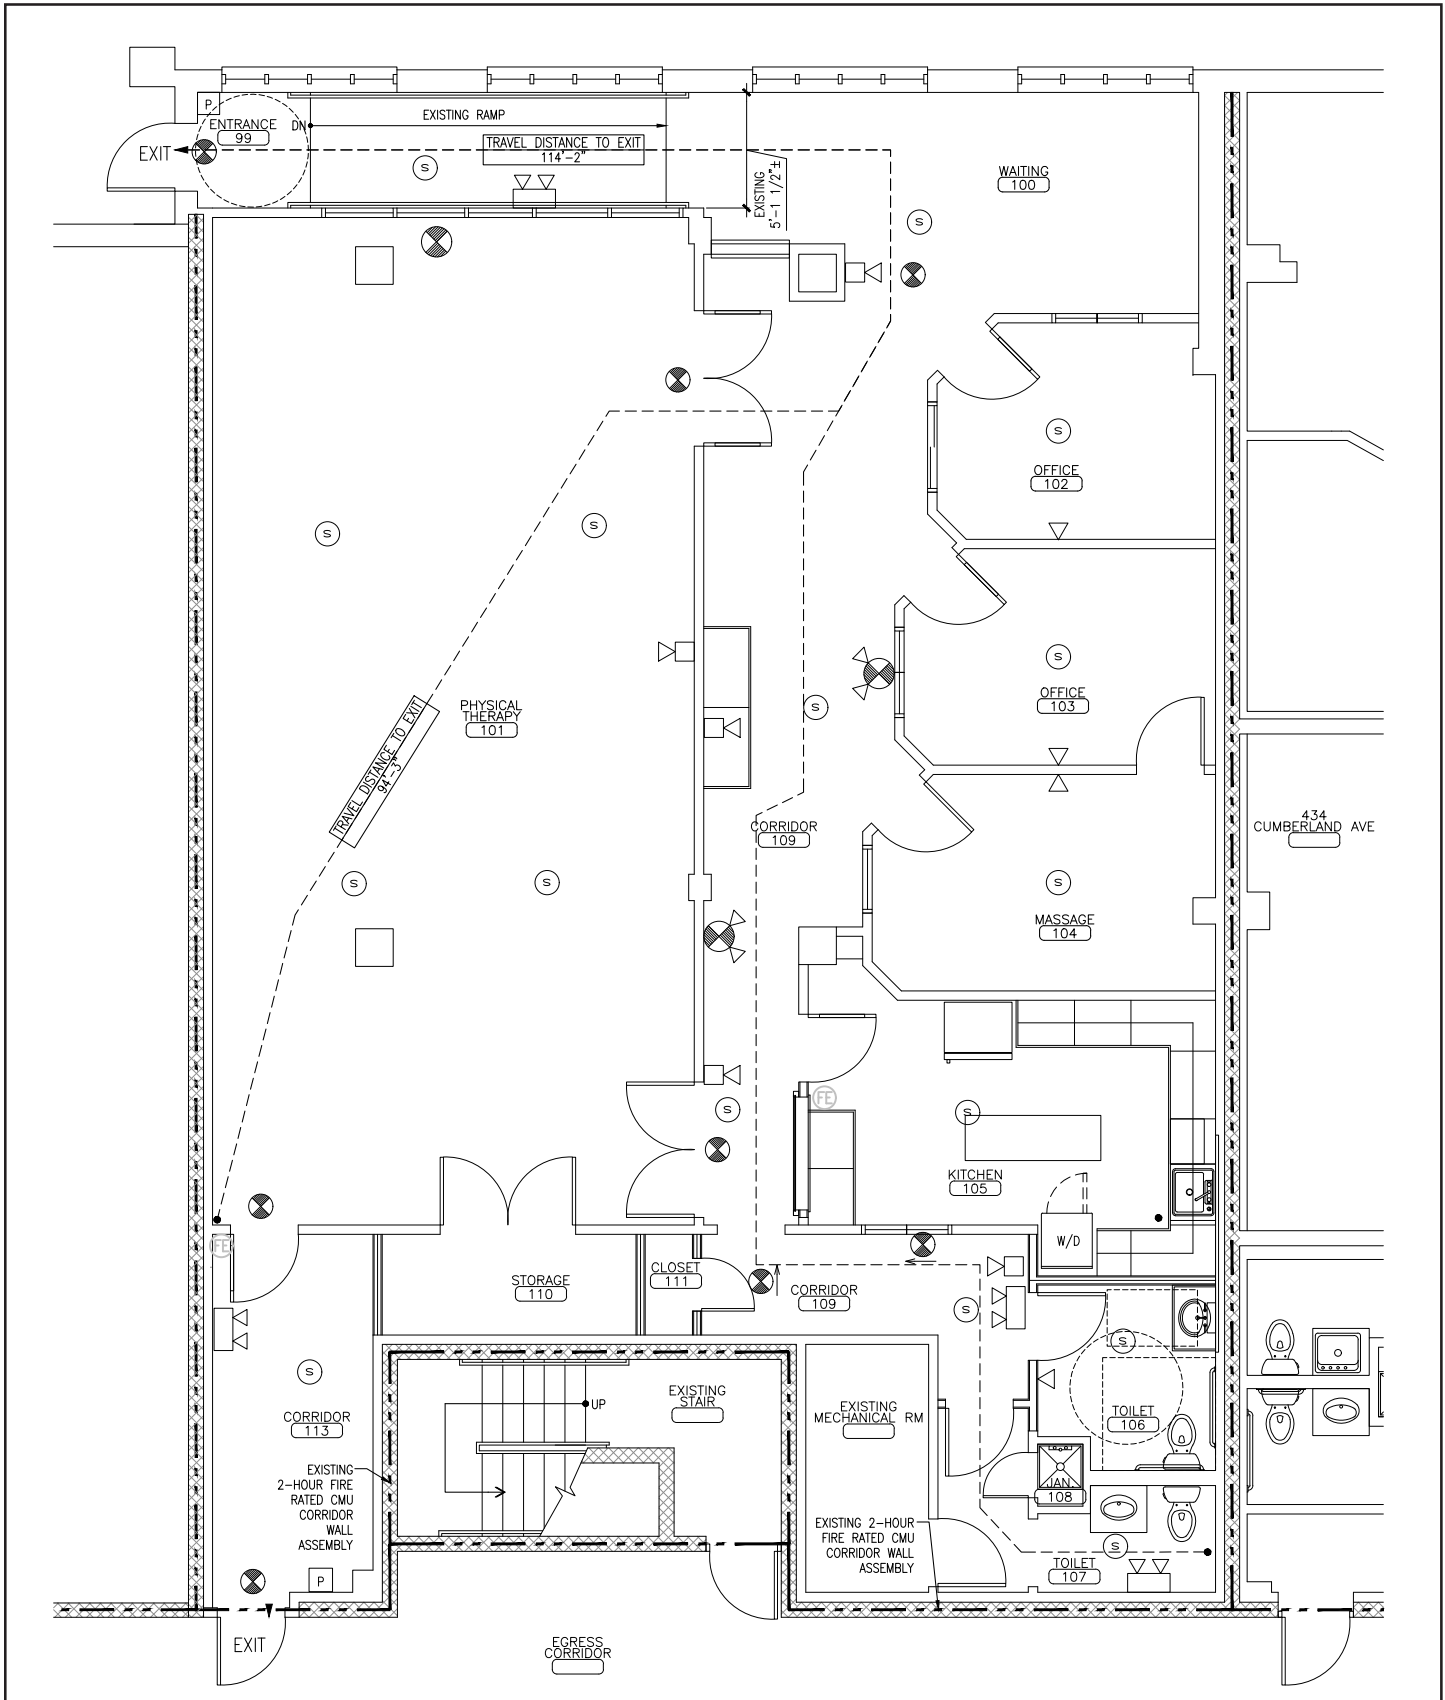 P
ENTRANCE
99
DN
EXISTING RAMP
EXIT
TRAVEL DISTANCE TO EXIT
114'-2"
S
EXISTING
5'-1 1/2"±
WAITING
100
S
S
OFFICE
102
S
S
S
OFFICE
103
S
PHYSICAL
THERAPY
101
TRAVEL DISTANCE TO EXIT
94'-3"
CORRIDOR
109
434
CUMBERLAND AVE
S
S
S
MASSAGE
104
FE
S
S
KITCHEN
105
W/D
FE
STORAGE
110
CLOSET
111
CORRIDOR
109
S
S
S
EXISTING
STAIR
UP
EXISTING
MECHANICAL RM
TOILET
106
CORRIDOR
113
EXISTING
2-HOUR FIRE
RATED CMU
CORRIDOR
WALL
ASSEMBLY
JAN.
108
EXISTING 2-HOUR
FIRE RATED CMU
CORRIDOR WALL
ASSEMBLY
S
TOILET
107
P
EXIT
EGRESS
CORRIDOR